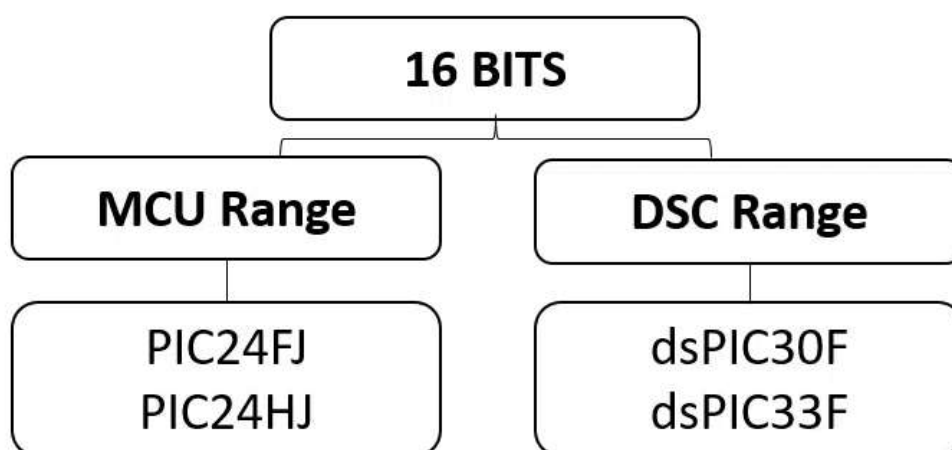 16 BITS
MCU Range
DSC Range
PIC24FJ
PIC24HJ
dsPIC30F
dsPIC33F